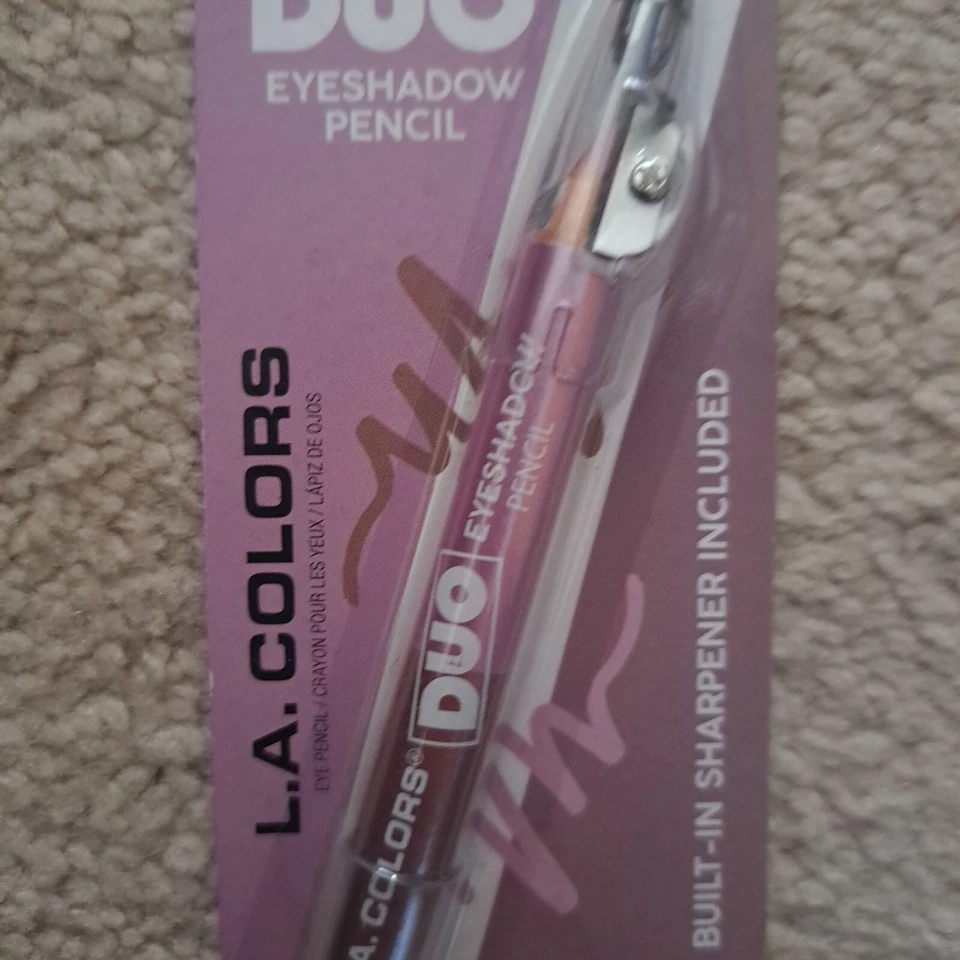 DUO
EYESHADOW
PENCIL
L.A. COLORS
EYE PENCIL / CRAYON POUR LES YEUX / LÁPIZ DE OJOS
A. COLORS® DUO EYESHADOW
PENCIL
BUILT-IN SHARPENER INCLUDED